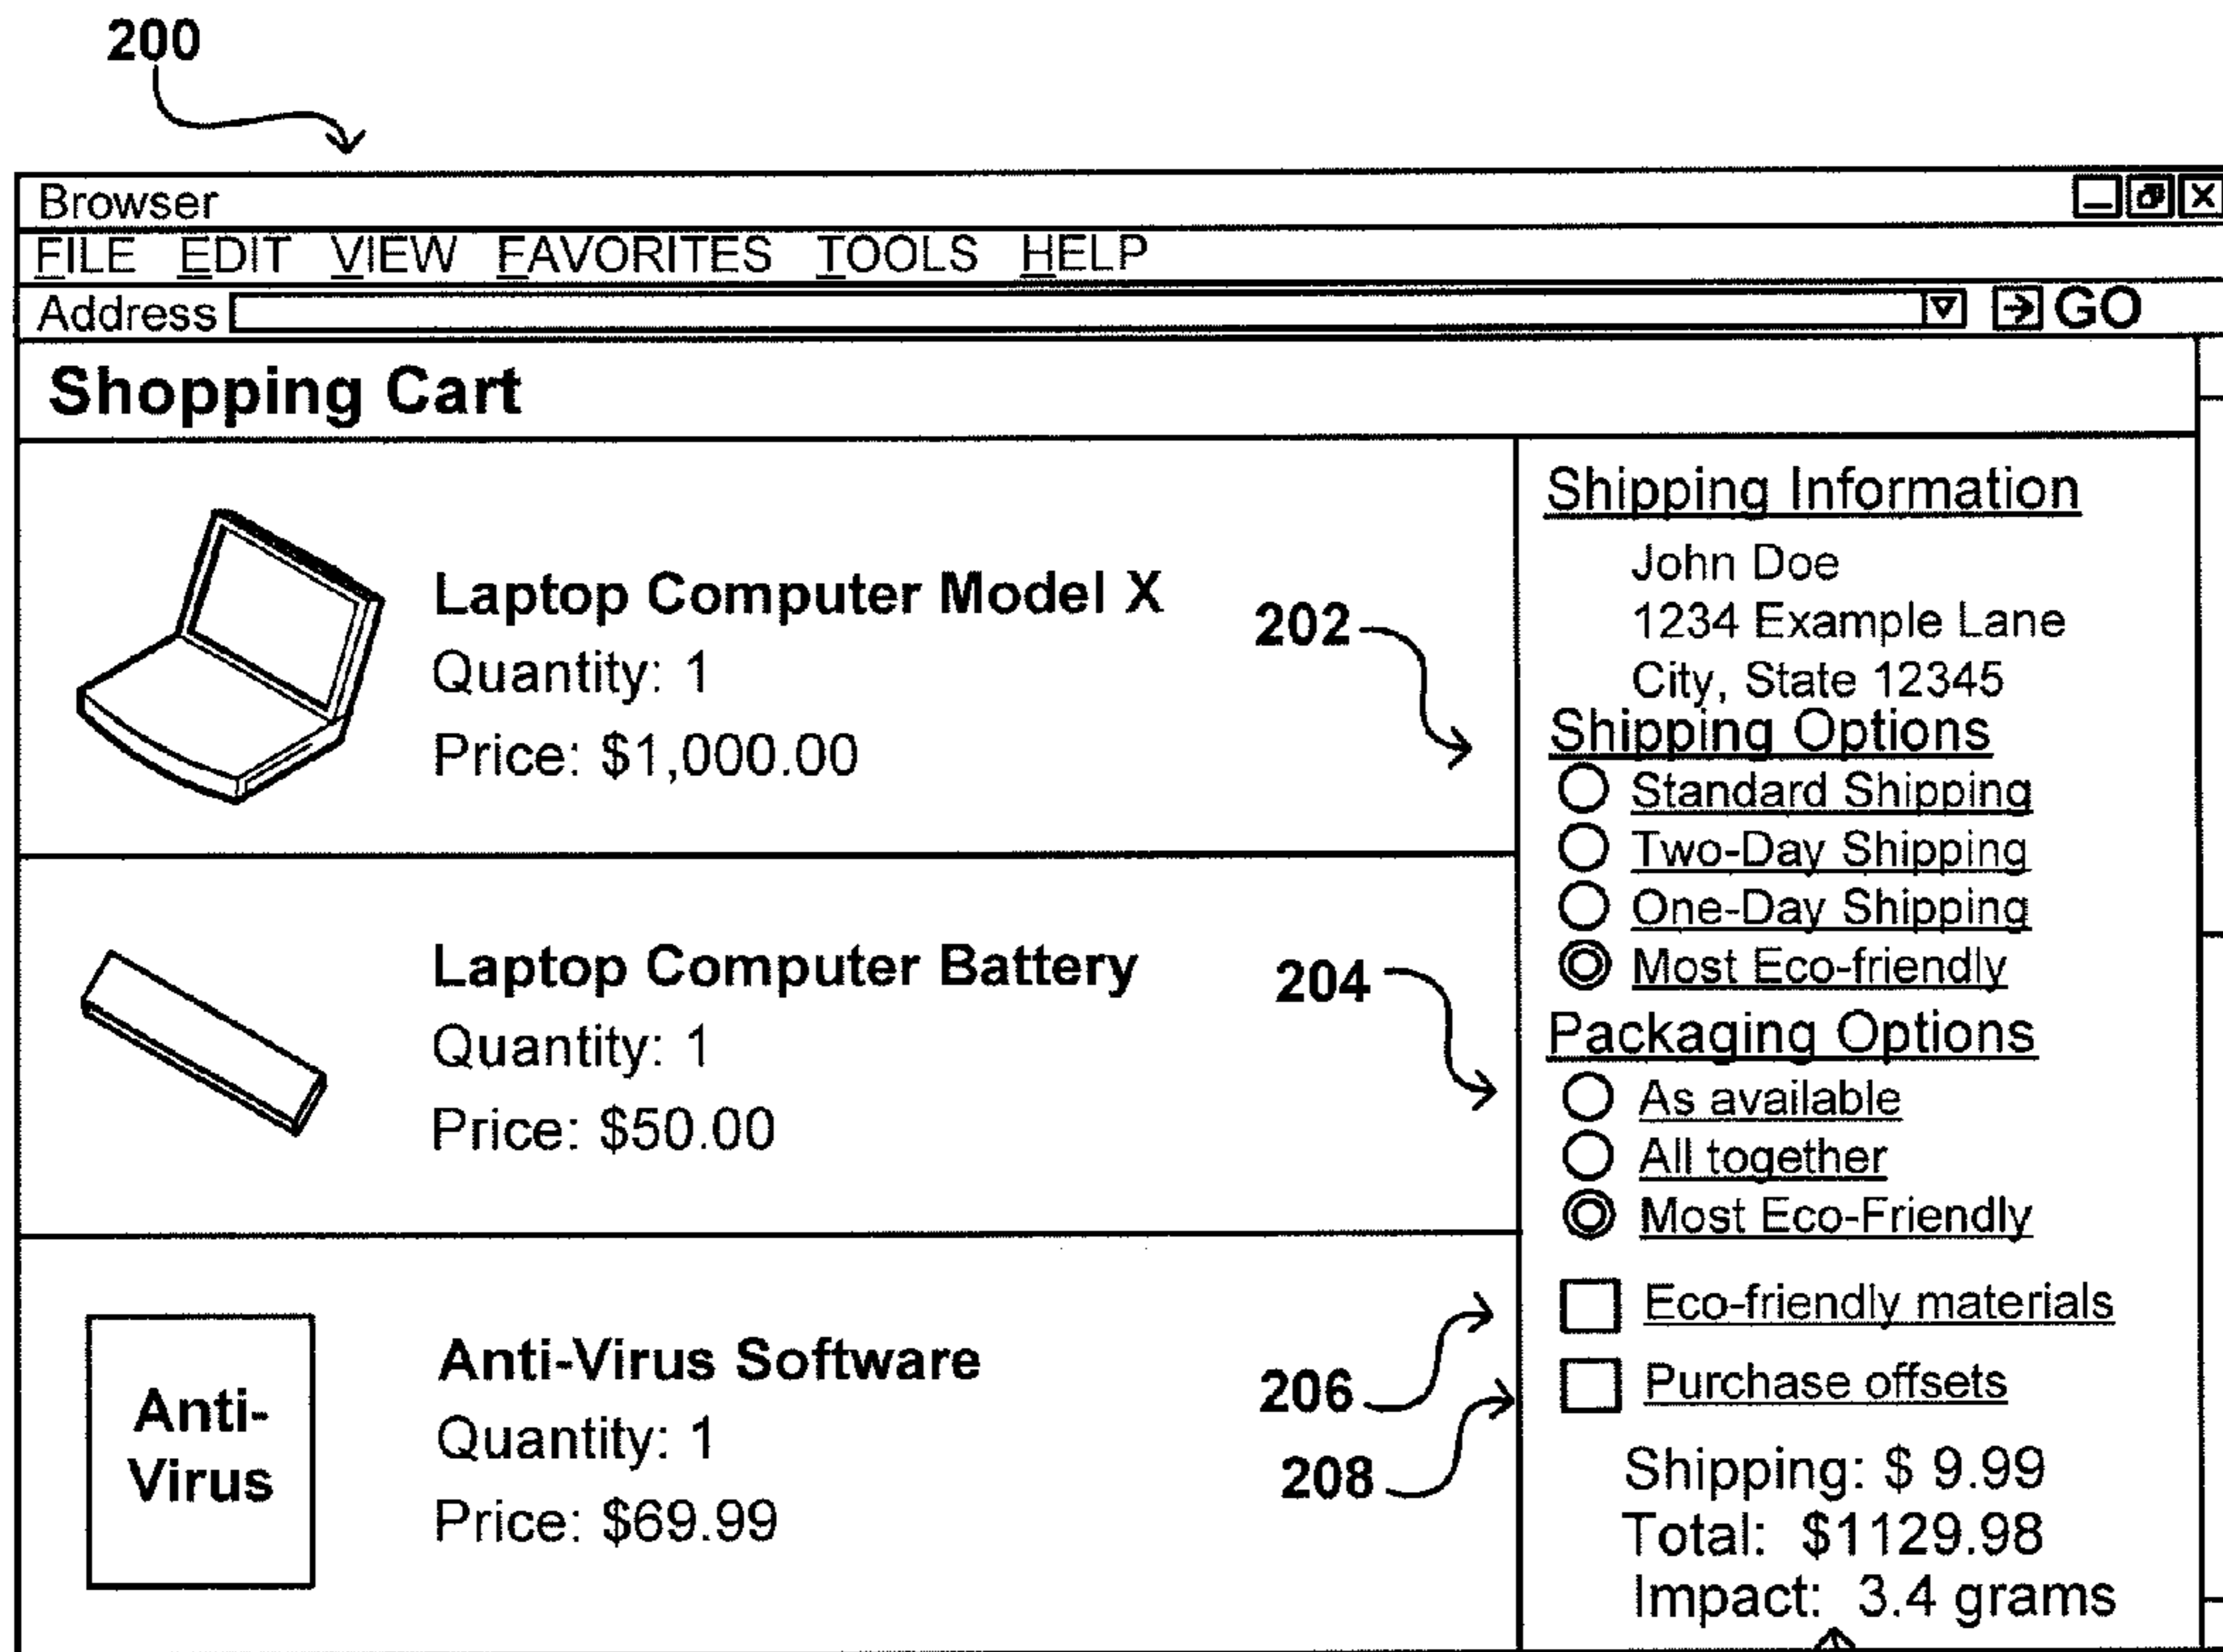 200
Browser
FILE EDIT VIEW FAVORITES TOOLS HELP
Address GO
Shopping Cart
Laptop Computer Model X
Quantity: 1
Price: $1,000.00
202
Laptop Computer Battery
Quantity: 1
Price: $50.00
204
Anti-
Virus
Anti-Virus Software
Quantity: 1
Price: $69.99
206
208
Shipping Information
John Doe
1234 Example Lane
City, State 12345
Shipping Options
Standard Shipping
Two-Day Shipping
One-Day Shipping
Most Eco-friendly
Packaging Options
As available
All together
Most Eco-Friendly
Eco-friendly materials
Purchase offsets
Shipping: $ 9.99
Total: $1129.98
Impact: 3.4 grams